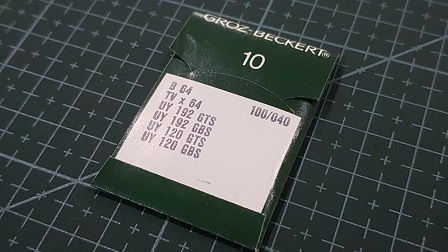 GROZ-BECKERT®
10
B 64
TV x 64
UY 192 GTS
UY 192 GBS
UY 120 GTS
UY 120 GBS
100/040